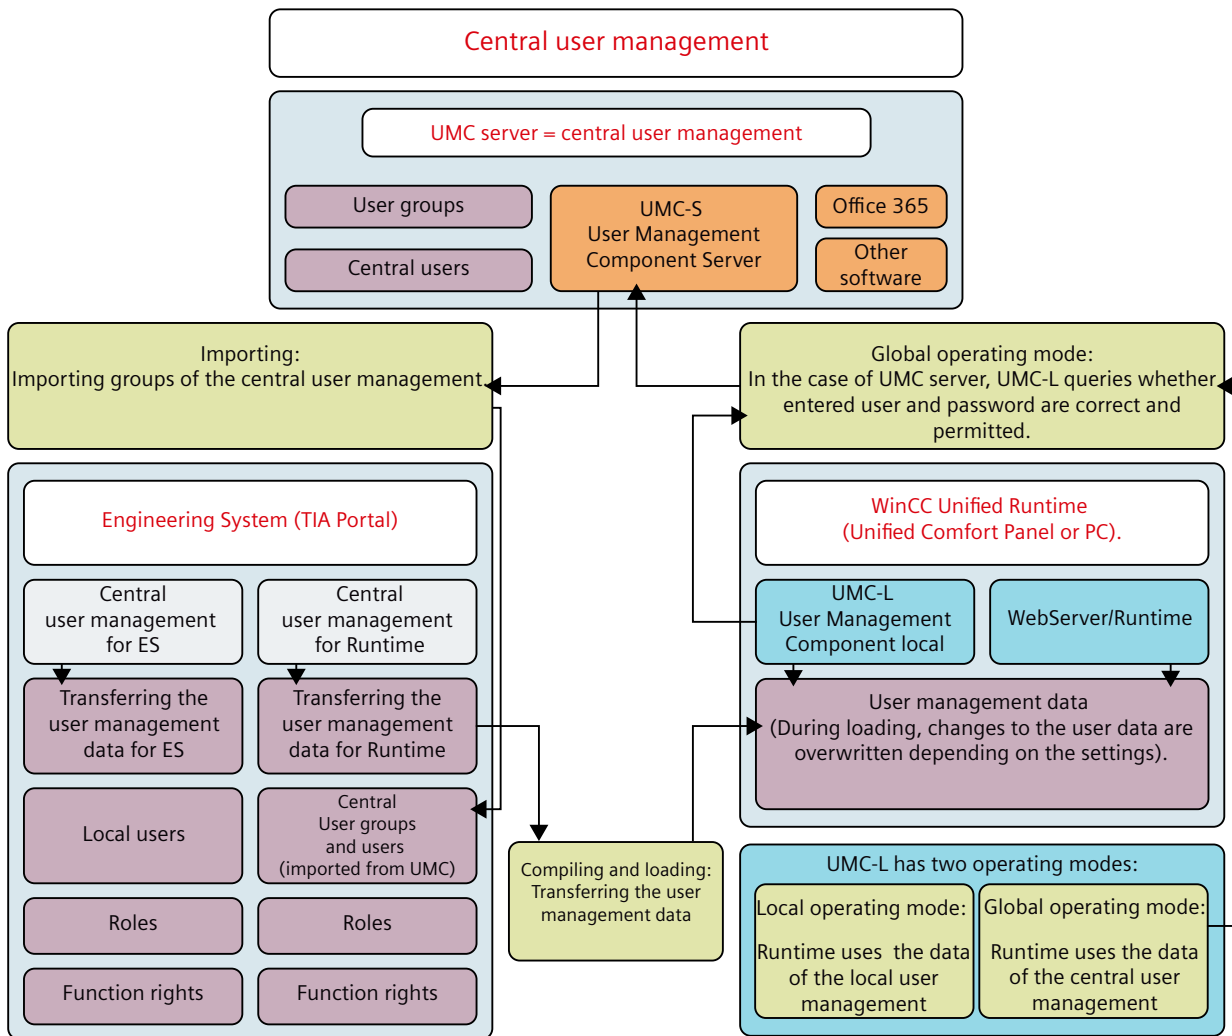 Central user management
UMC server = central user management
User groups
Central users
UMC-S
User Management
Component Server
Office 365
Other
software
Importing:
Importing groups of the central user management.
Global operating mode:
In the case of UMC server, UMC-L queries whether
entered user and password are correct and
permitted.
Engineering System (TIA Portal)
Central
user management
for ES
Central
user management
for Runtime
Transferring the
user management
data for ES
Transferring the
user management
data for Runtime
Local users
Central
User groups
and users
(imported from UMC)
Roles
Roles
Function rights
Function rights
Compiling and loading:
Transferring the user
management data
WinCC Unified Runtime
(Unified Comfort Panel or PC).
UMC-L
User Management
Component local
WebServer/Runtime
User management data
(During loading, changes to the user data are
overwritten depending on the settings).
UMC-L has two operating modes:
Local operating mode:
Runtime uses the data
of the local user
management
Global operating mode:
Runtime uses the data
of the central user
management